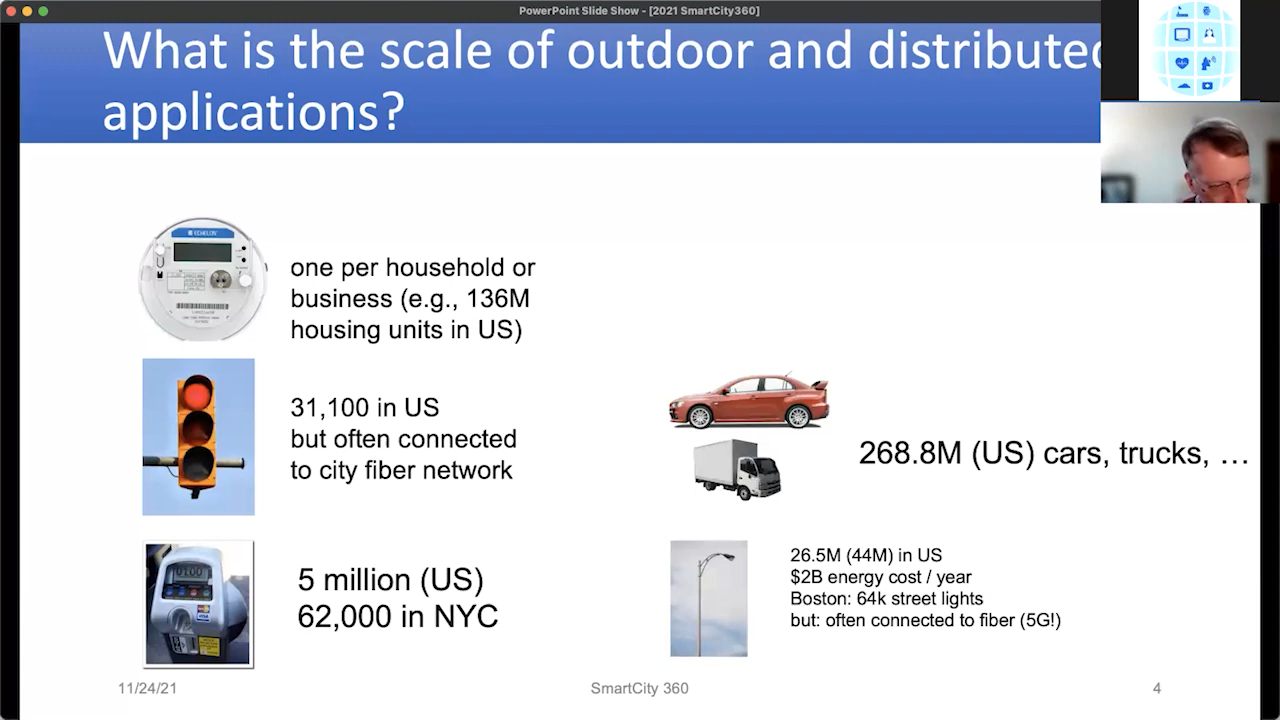 PowerPoint Slide Show - [2021 SmartCity360]
What is the scale of outdoor and distributed
applications?
ECHELON
one per household or
business (e.g., 136M
housing units in US)
31,100 in US
but often connected
to city fiber network
268.8M (US) cars, trucks, …
5 million (US)
62,000 in NYC
VISA
26.5M (44M) in US
$2B energy cost / year
Boston: 64k street lights
but: often connected to fiber (5G!)
11/24/21
SmartCity 360
4